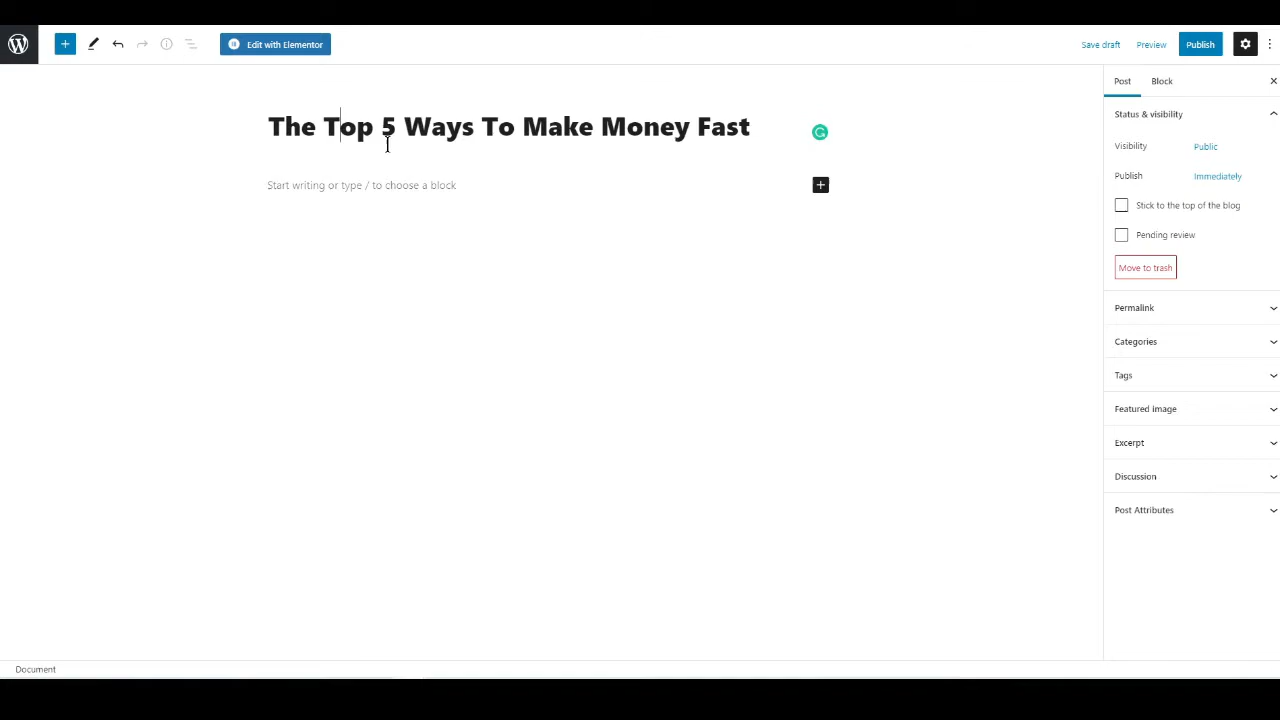 Edit with Elementor
Save draft
Preview
Publish
Post
Block
The Top 5 Ways To Make Money Fast
Start writing or type / to choose a block
Status & visibility
Visibility
Public
Publish
Immediately
Stick to the top of the blog
Pending review
Move to trash
Permalink
Categories
Tags
Featured image
Excerpt
Discussion
Post Attributes
Document